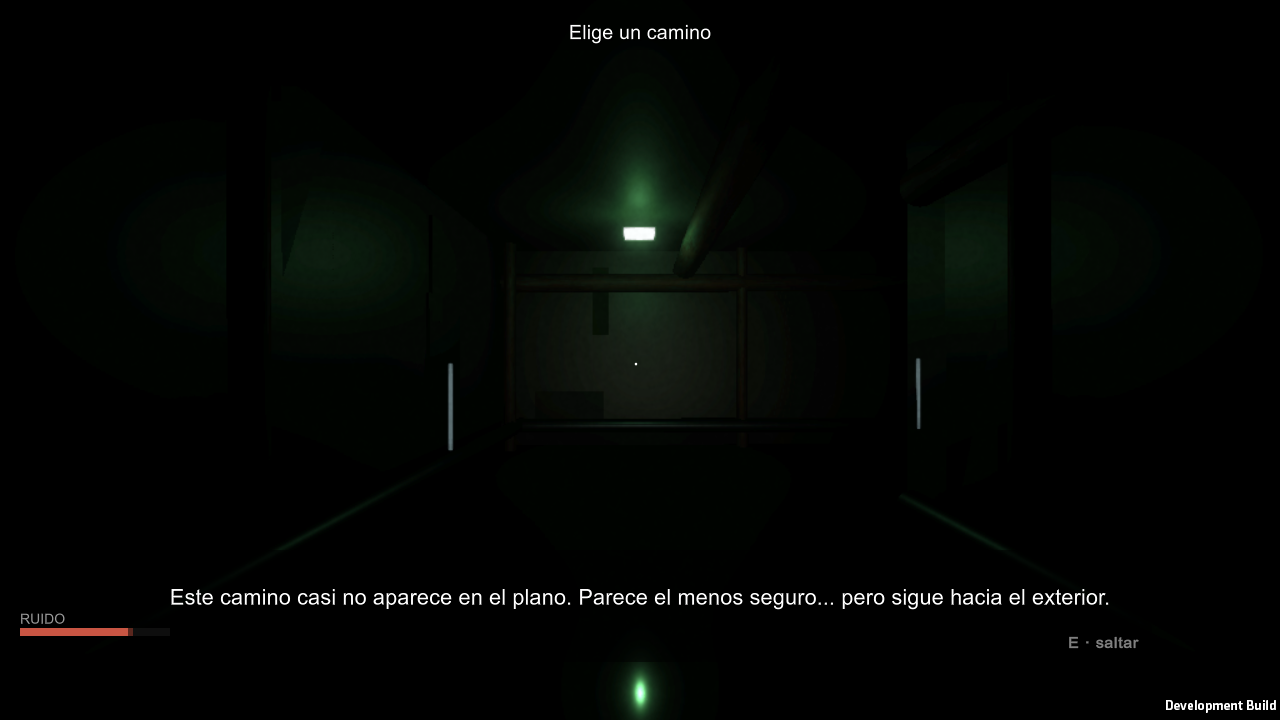 Elige un camino
Este camino casi no aparece en el plano. Parece el menos seguro... pero sigue hacia el exterior.
RUIDO
E · saltar
Development Build